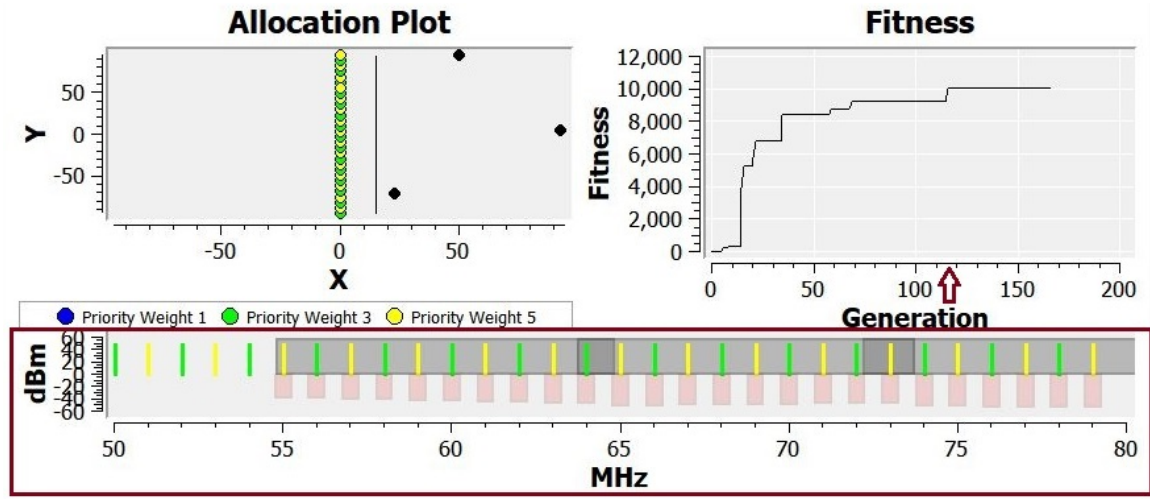 Allocation Plot
50
0
-50
Y
-50 0 50
X
Priority Weight 1 Priority Weight 3 Priority Weight 5
Fitness
12,000
10,000
8,000
6,000
4,000
2,000
0
Fitness
0 50 100 150 200
Generation
60
20
-20
-40
-60
dBm
50 55 60 65 70 75 80
MHz